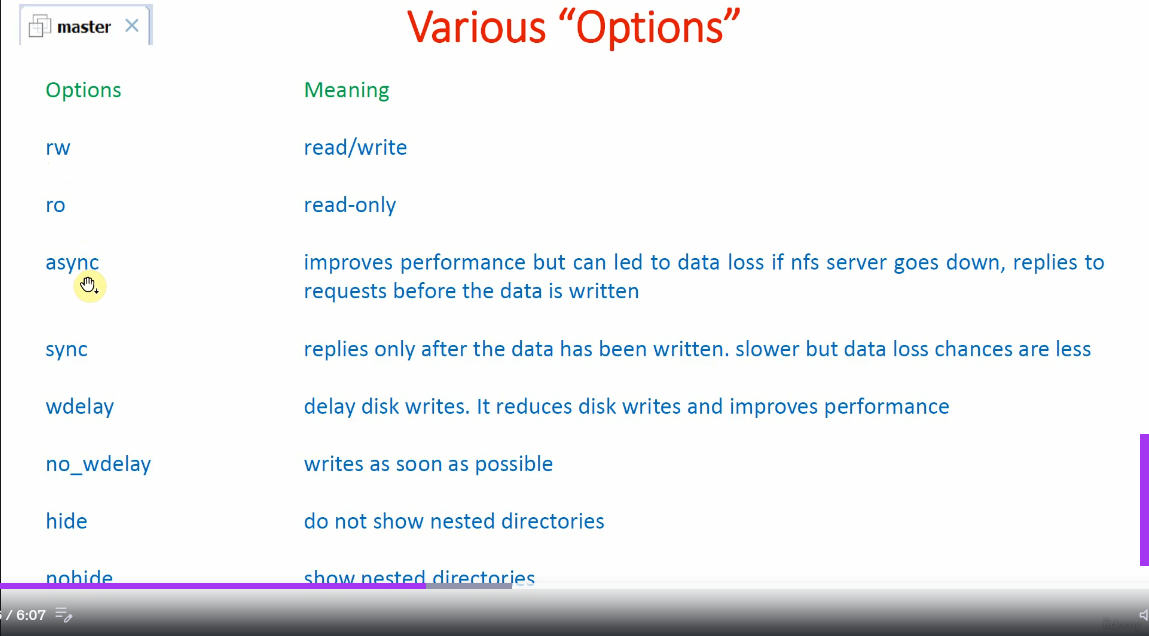 master
Various “Options”
Options Meaning
rw read/write
ro read-only
async improves performance but can led to data loss if nfs server goes down, replies to
requests before the data is written
sync replies only after the data has been written. slower but data loss chances are less
wdelay delay disk writes. It reduces disk writes and improves performance
no_wdelay writes as soon as possible
hide do not show nested directories
nohide show nested directories
/ 6:07